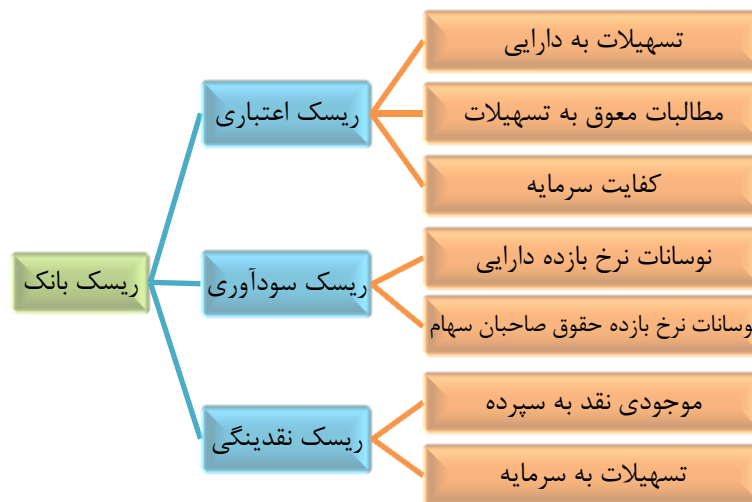 تسهیلات به دارایی
ریسک اعتباری
مطالبات معوق به تسهیلات
کفایت سرمایه
نوسانات نرخ بازده دارایی
ریسک بانک
ریسک سودآوری
وسانات نرخ بازده حقوق صاحبان سهام
موجودی نقد به سپرده
ریسک نقدینگی
تسهیلات به سرمایه